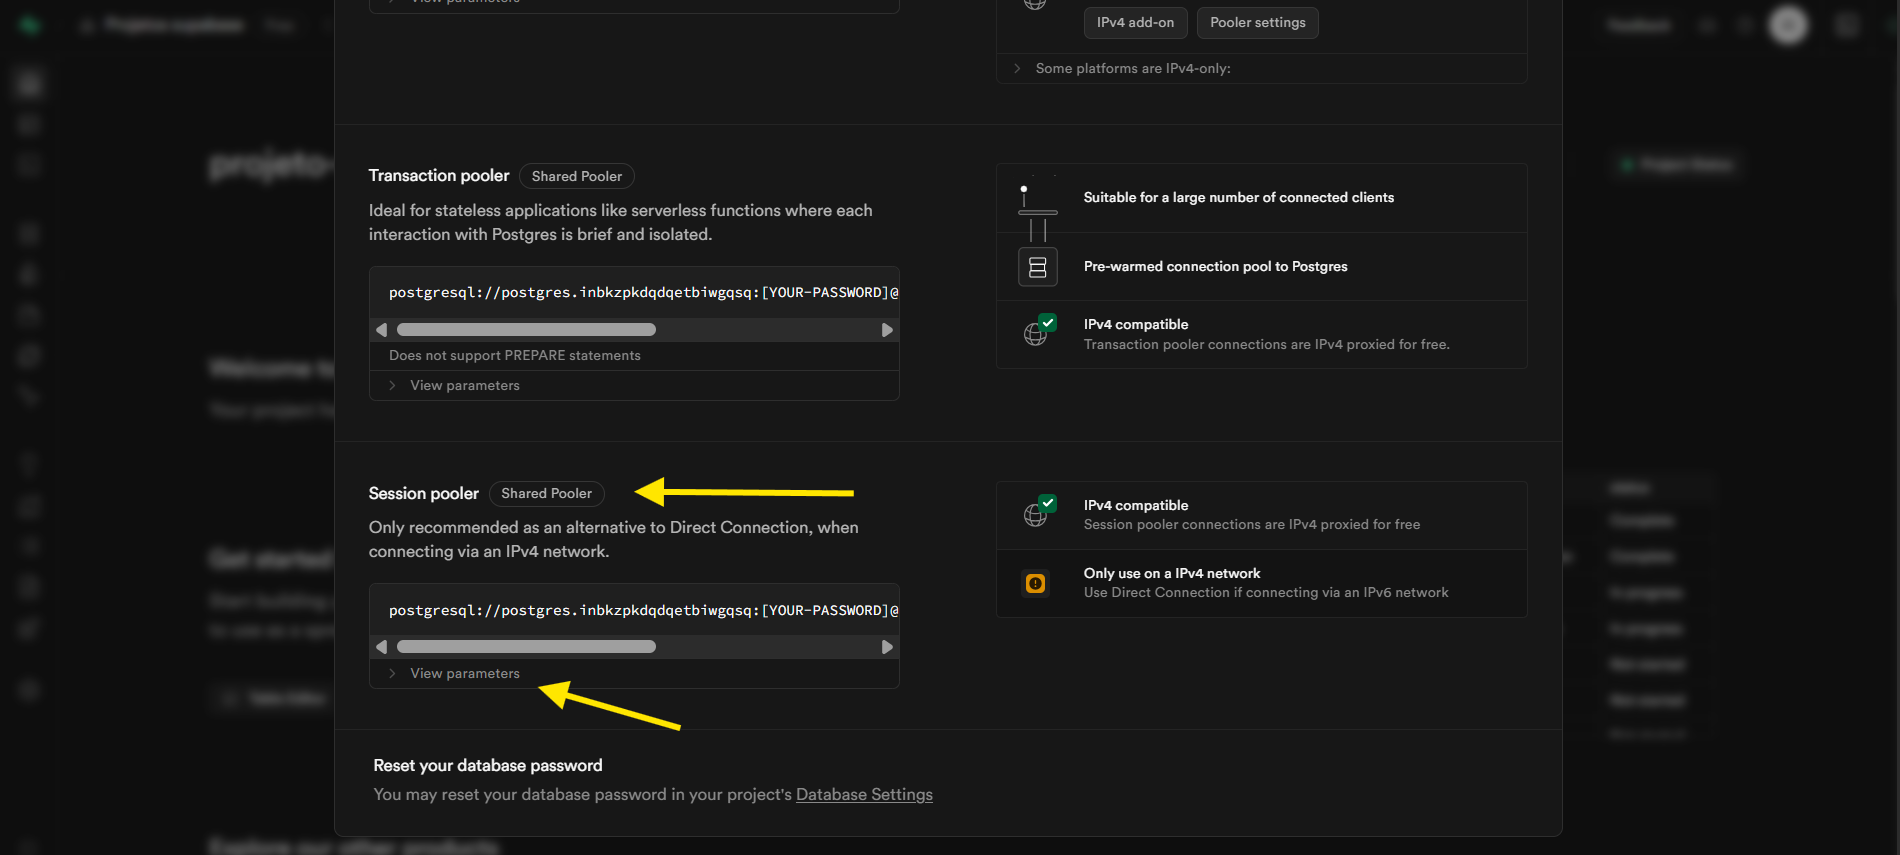 View parameters
IPv4 add-on
Pooler settings
Some platforms are IPv4-only:
Transaction pooler
Shared Pooler
Ideal for stateless applications like serverless functions where each
interaction with Postgres is brief and isolated.
postgresql://postgres.inbkzpkdqdqetbiwgqsq:[YOUR-PASSWORD]@
Does not support PREPARE statements
View parameters
Suitable for a large number of connected clients
Pre-warmed connection pool to Postgres
IPv4 compatible
Transaction pooler connections are IPv4 proxied for free.
Session pooler
Shared Pooler
Only recommended as an alternative to Direct Connection, when
connecting via an IPv4 network.
postgresql://postgres.inbkzpkdqdqetbiwgqsq:[YOUR-PASSWORD]@
View parameters
IPv4 compatible
Session pooler connections are IPv4 proxied for free
Only use on a IPv4 network
Use Direct Connection if connecting via an IPv6 network
Reset your database password
You may reset your database password in your project's Database Settings